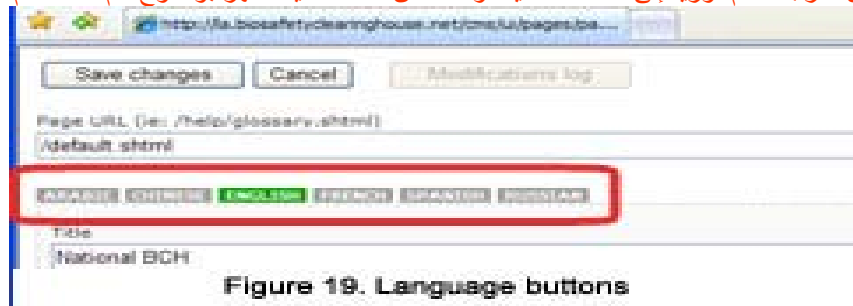 http://la.biosafetyclearinghouse.net/cms/ui/pages/pa...
Save changes Cancel Modifications log
Page URL (ie: /help/glossary.shtml)
/default.shtml
ARABIC CHINESE ENGLISH FRENCH SPANISH RUSSIAN
Title
National BCH
Figure 19. Language buttons